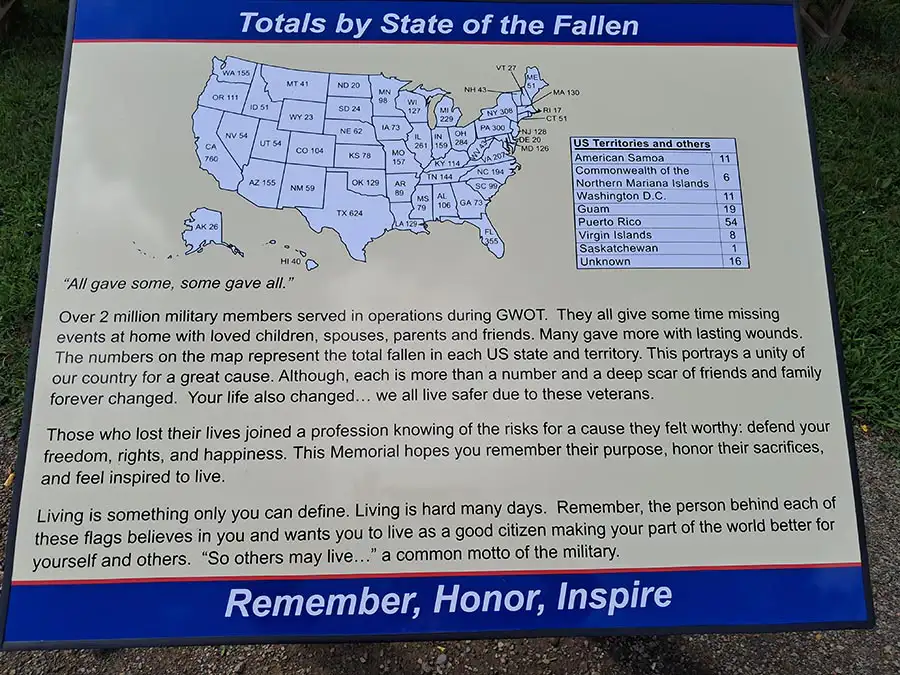 Totals by State of the Fallen
VT 27
ME
51
WA 155
MT 41
ND 20
MN
98
NH 43
MA 130
OR 111
ID 51
SD 24
WI
127
MI
229
NY 308
RI 17
CT 51
WY 23
IA 73
PA 300
NJ 128
NV 54
UT 54
NE 62
IL
261
IN
159
OH
284
DE 20
MD 126
CA
760
CO 104
KS 78
MO
157
KY 114
VA 207
TN 144
NC 194
AZ 155
NM 59
OK 129
AR
89
SC 99
MS
79
AL
106
GA 73
TX 624
LA 129
FL
355
AK 26
HI 40
US Territories and others
American Samoa 11
Commonwealth of the
Northern Mariana Islands 6
Washington D.C. 11
Guam 19
Puerto Rico 54
Virgin Islands 8
Saskatchewan 1
Unknown 16
“All gave some, some gave all.”
Over 2 million military members served in operations during GWOT. They all give some time missing
events at home with loved children, spouses, parents and friends. Many gave more with lasting wounds.
The numbers on the map represent the total fallen in each US state and territory. This portrays a unity of
our country for a great cause. Although, each is more than a number and a deep scar of friends and family
forever changed. Your life also changed… we all live safer due to these veterans.
Those who lost their lives joined a profession knowing of the risks for a cause they felt worthy: defend your
freedom, rights, and happiness. This Memorial hopes you remember their purpose, honor their sacrifices,
and feel inspired to live.
Living is something only you can define. Living is hard many days. Remember, the person behind each of
these flags believes in you and wants you to live as a good citizen making your part of the world better for
yourself and others. “So others may live…” a common motto of the military.
Remember, Honor, Inspire